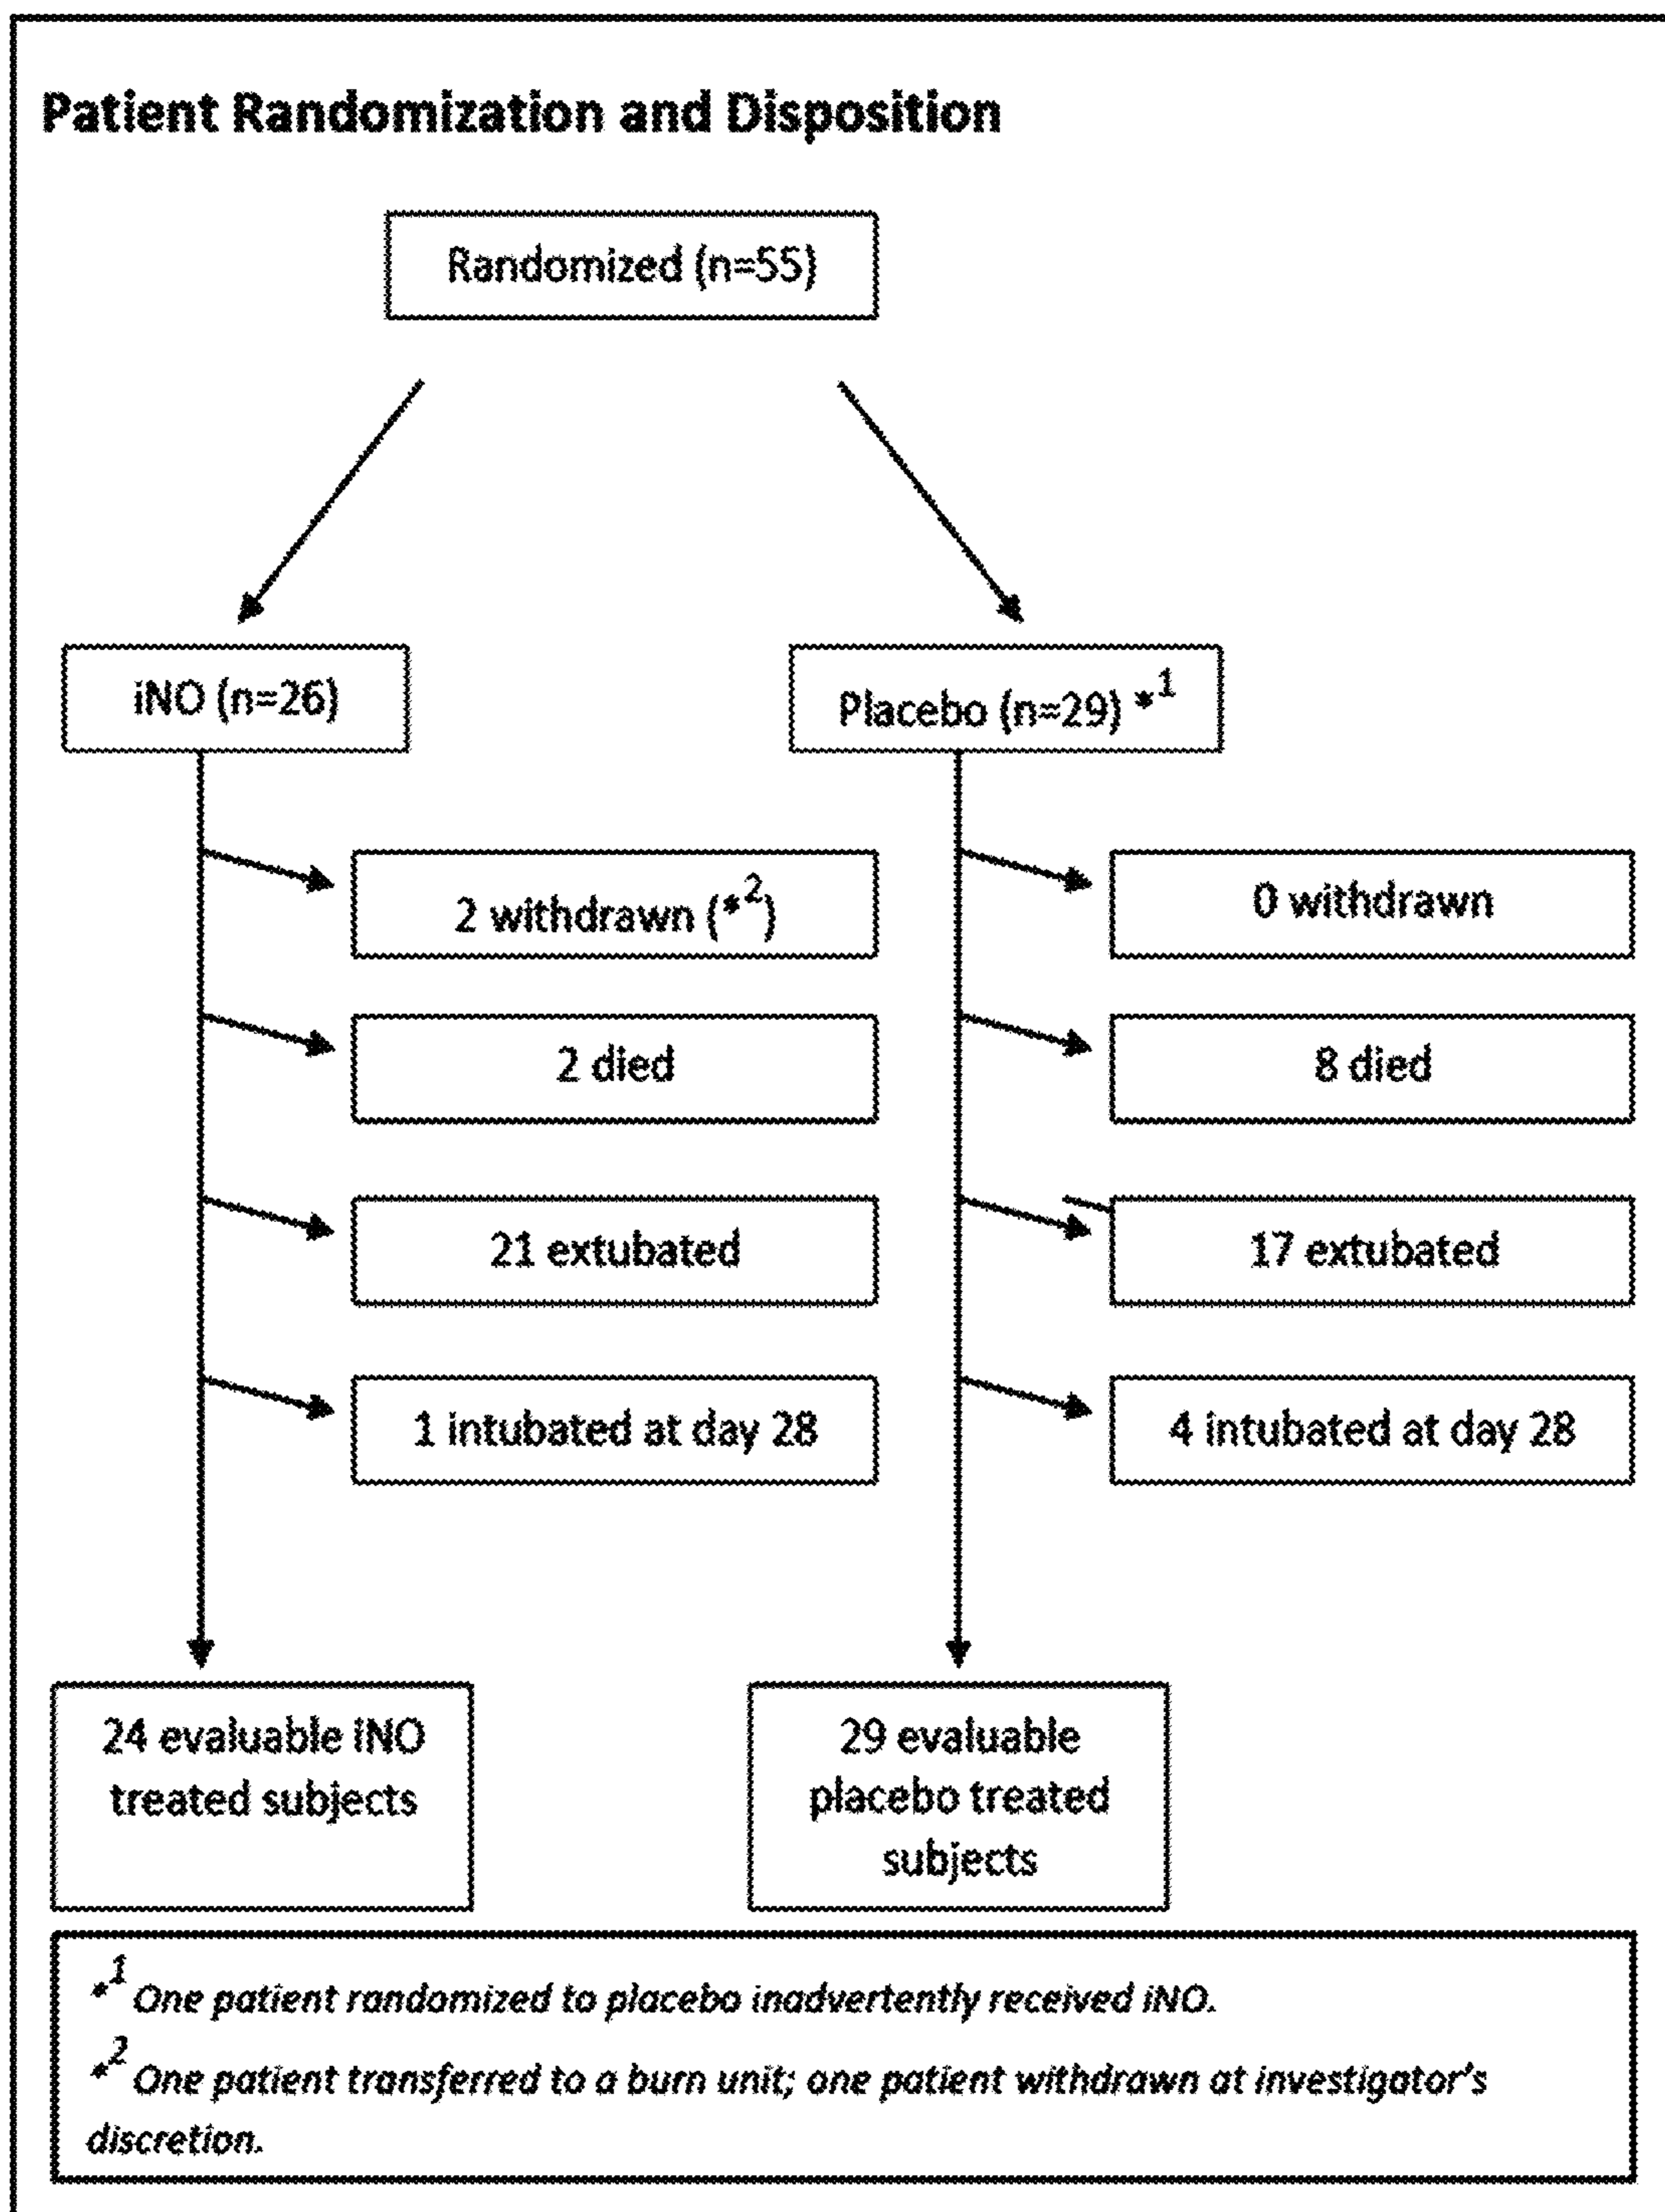 Patient Randomization and Disposition
Randomized (n=55)
iNO (n=26)
Placebo (n=29) *1
2 withdrawn (*2)
0 withdrawn
2 died
8 died
21 extubated
17 extubated
1 intubated at day 28
4 intubated at day 28
24 evaluable iNO
treated subjects
29 evaluable
placebo treated
subjects
*1 One patient randomized to placebo inadvertently received iNO.
*2 One patient transferred to a burn unit; one patient withdrawn at investigator's
discretion.